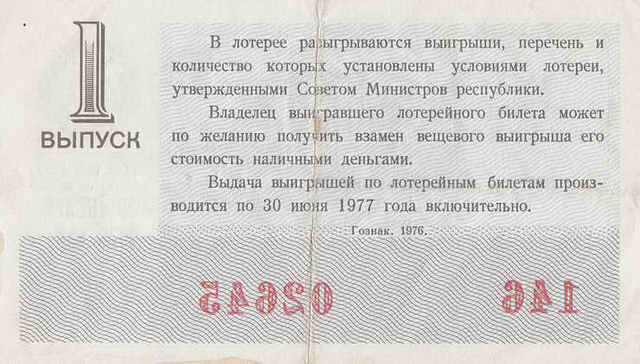 1
ВЫПУСК
В лотерее разыгрываются выигрыши, перечень и
количество которых установлены условиями лотереи,
утвержденными Советом Министров республики.
Владелец выигравшего лотерейного билета может
по желанию получить взамен вещевого выигрыша его
стоимость наличными деньгами.
Выдача выигрышей по лотерейным билетам произ-
водится по 30 июня 1977 года включительно.
Гознак. 1976.
146 02645